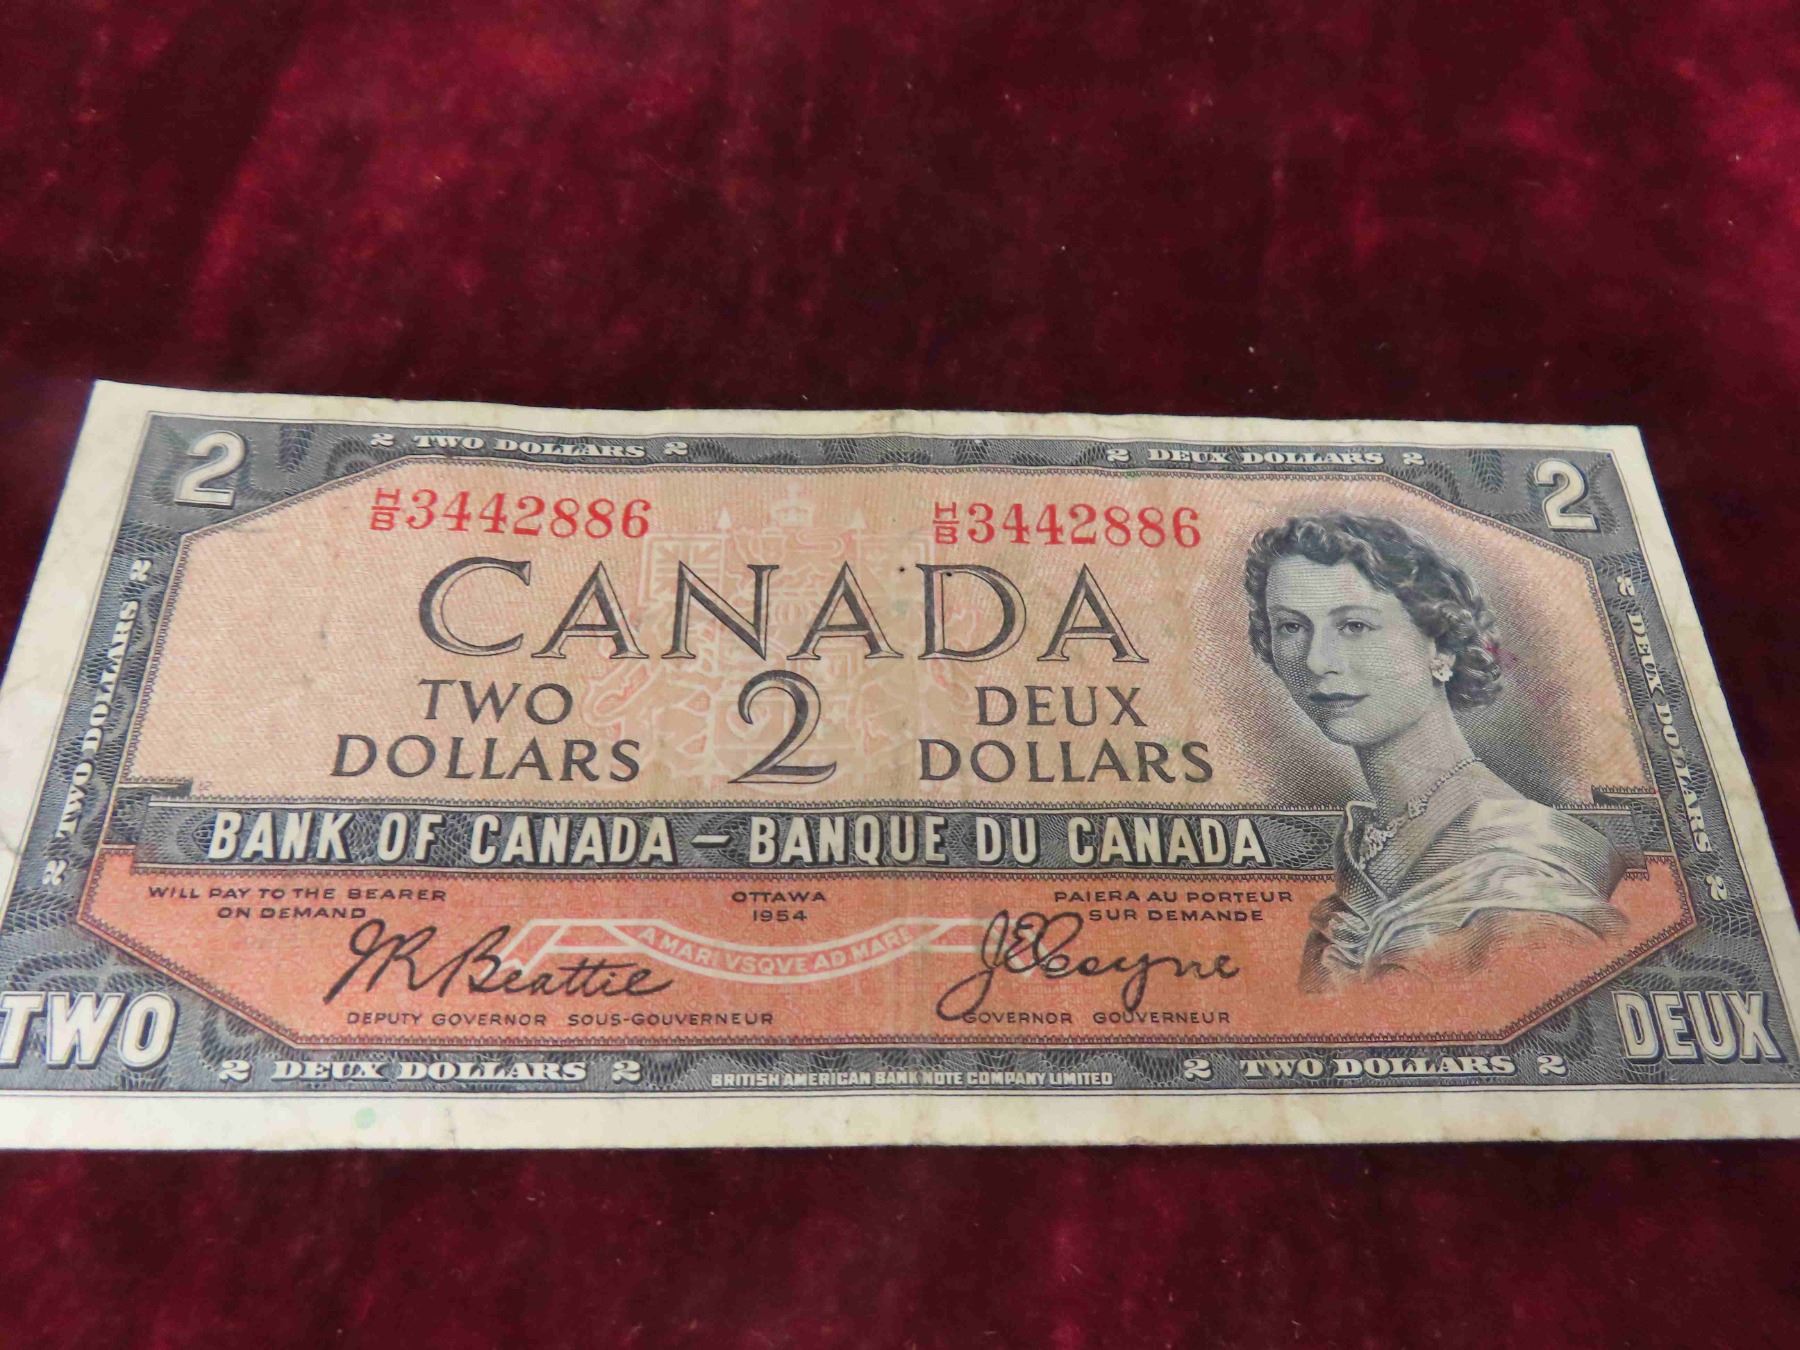 2 2 TWO DOLLARS 2 2 DEUX DOLLARS 2 2
H/B 3442886 H/B 3442886
CANADA
TWO DOLLARS
2
DEUX DOLLARS
2 TWO DOLLARS 2
2 DEUX DOLLARS 2
BANK OF CANADA – BANQUE DU CANADA
WILL PAY TO THE BEARER
ON DEMAND
OTTAWA
1954
PAIERA AU PORTEUR
SUR DEMANDE
A MARI VSQVE AD MARE
JRBeattie
JECoyne
DEPUTY GOVERNOR SOUS-GOUVERNEUR
GOVERNOR GOUVERNEUR
TWO DEUX
2 DEUX DOLLARS 2 BRITISH AMERICAN BANK NOTE COMPANY LIMITED 2 TWO DOLLARS 2